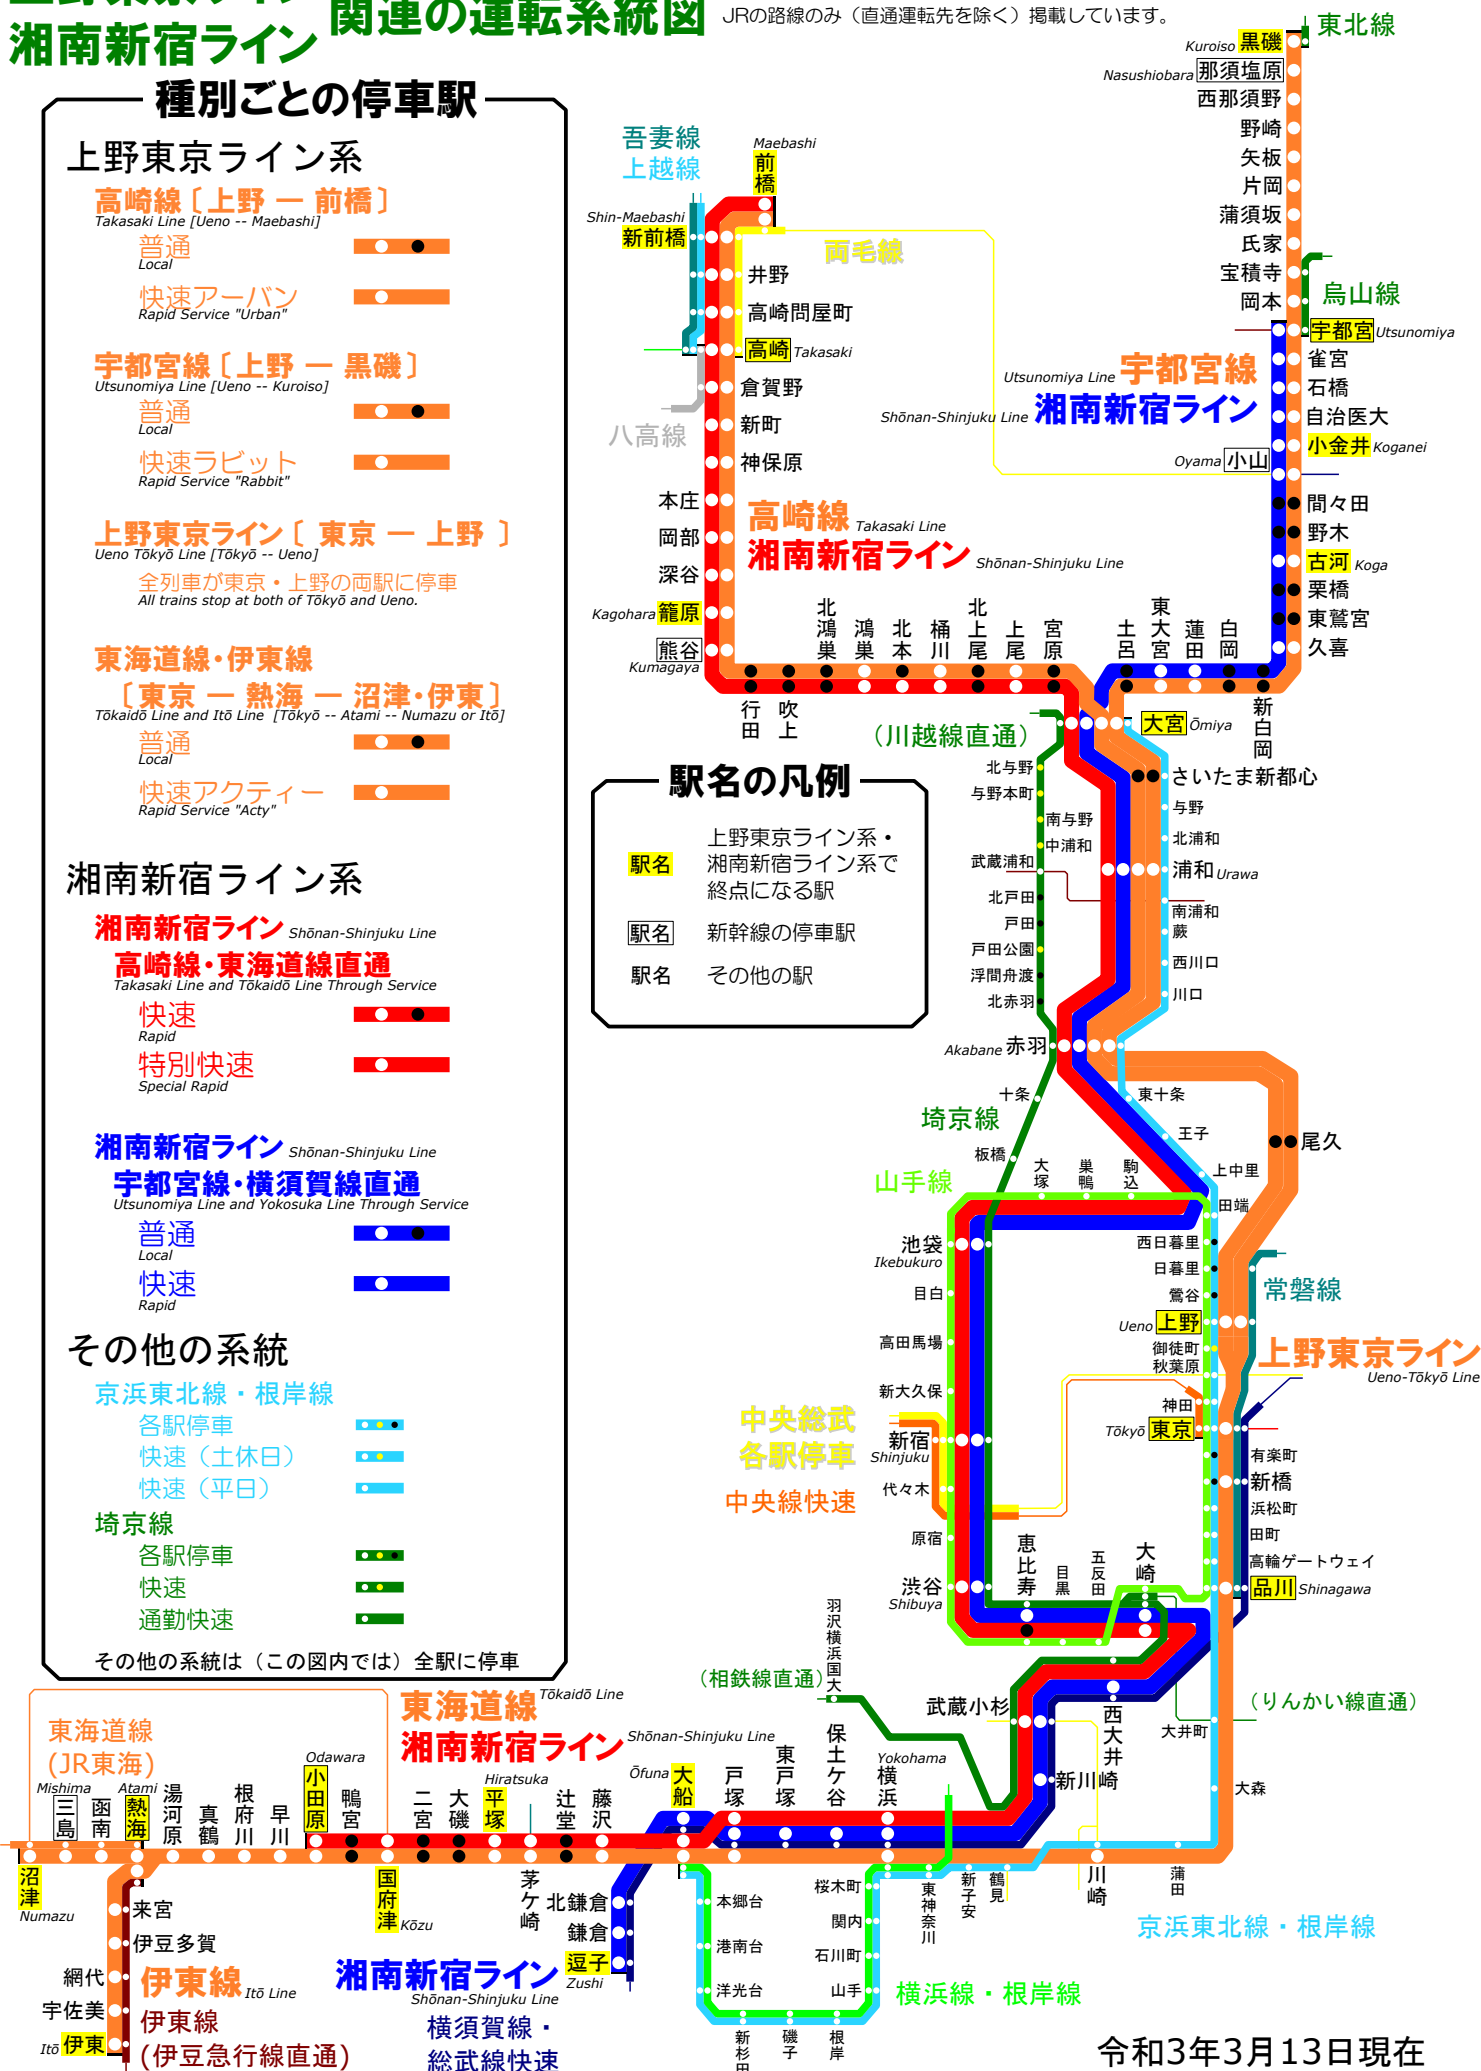 上野東京ライン
湘南新宿ライン
関連の運転系統図
JRの路線のみ（直通運転先を除く）掲載しています。
種別ごとの停車駅
上野東京ライン系
高崎線〔上野 ― 前橋〕
Takasaki Line [Ueno -- Maebashi]
普通
Local
快速アーバン
Rapid Service "Urban"
宇都宮線〔上野 ― 黒磯〕
Utsunomiya Line [Ueno -- Kuroiso]
普通
Local
快速ラビット
Rapid Service "Rabbit"
上野東京ライン〔 東京 ― 上野 〕
Ueno Tōkyō Line [Tōkyō -- Ueno]
全列車が東京・上野の両駅に停車
All trains stop at both of Tōkyō and Ueno.
東海道線・伊東線
〔東京 ― 熱海 ― 沼津・伊東〕
Tōkaidō Line and Itō Line [Tōkyō -- Atami -- Numazu or Itō]
普通
Local
快速アクティー
Rapid Service "Acty"
湘南新宿ライン系
湘南新宿ライン Shōnan-Shinjuku Line
高崎線・東海道線直通
Takasaki Line and Tōkaidō Line Through Service
快速
Rapid
特別快速
Special Rapid
湘南新宿ライン Shōnan-Shinjuku Line
宇都宮線・横須賀線直通
Utsunomiya Line and Yokosuka Line Through Service
普通
Local
快速
Rapid
その他の系統
京浜東北線・根岸線
各駅停車
快速（土休日）
快速（平日）
埼京線
各駅停車
快速
通勤快速
その他の系統は（この図内では）全駅に停車
東北線
Kuroiso 黒磯
Nasushiobara 那須塩原
西那須野
野崎
矢板
片岡
蒲須坂
氏家
宝積寺
岡本
烏山線
宇都宮 Utsunomiya
雀宮
石橋
自治医大
小金井 Koganei
Oyama 小山
間々田
野木
古河 Koga
栗橋
東鷲宮
久喜
Utsunomiya Line 宇都宮線
Shōnan-Shinjuku Line 湘南新宿ライン
吾妻線
上越線
Maebashi
前橋
Shin-Maebashi
新前橋
両毛線
井野
高崎問屋町
高崎 Takasaki
倉賀野
八高線
新町
神保原
本庄
岡部
深谷
Kagohara 籠原
熊谷
Kumagaya
高崎線 Takasaki Line
湘南新宿ライン Shōnan-Shinjuku Line
行田
吹上
北鴻巣
鴻巣
北本
桶川
北上尾
上尾
宮原
土呂
東大宮
蓮田
白岡
新白岡
（川越線直通）
大宮 Ōmiya
駅名の凡例
駅名
上野東京ライン系・
湘南新宿ライン系で
終点になる駅
駅名 新幹線の停車駅
駅名 その他の駅
北与野
与野本町
南与野
中浦和
武蔵浦和
北戸田
戸田
戸田公園
浮間舟渡
北赤羽
さいたま新都心
与野
北浦和
浦和 Urawa
南浦和
蕨
西川口
川口
Akabane 赤羽
十条
埼京線
板橋
東十条
王子
上中里
尾久
山手線
大塚
巣鴨
駒込
田端
西日暮里
日暮里
鶯谷
Ueno 上野
御徒町
秋葉原
神田
Tōkyō 東京
常磐線
上野東京ライン
Ueno-Tōkyō Line
池袋
Ikebukuro
目白
高田馬場
新大久保
中央総武
各駅停車
中央線快速
新宿
Shinjuku
代々木
原宿
渋谷
Shibuya
恵比寿
目黒
五反田
大崎
有楽町
新橋
浜松町
田町
高輪ゲートウェイ
品川 Shinagawa
羽沢横浜国大
（相鉄線直通）
武蔵小杉
西大井
大井町
（りんかい線直通）
新川崎
大森
東海道線 Tōkaidō Line
湘南新宿ライン Shōnan-Shinjuku Line
東海道線
(JR東海)
Mishima
三島
函南
Atami
熱海
湯河原
真鶴
根府川
早川
Odawara
小田原
鴨宮
国府津 Kōzu
二宮
大磯
Hiratsuka
平塚
茅ケ崎
辻堂
藤沢
Ōfuna
大船
戸塚
東戸塚
保土ケ谷
Yokohama
横浜
沼津
Numazu
来宮
伊豆多賀
網代
宇佐美
Itō 伊東
伊東線 Itō Line
伊東線
(伊豆急行線直通)
北鎌倉
鎌倉
逗子
Zushi
湘南新宿ライン
Shōnan-Shinjuku Line
横須賀線・
総武線快速
本郷台
港南台
洋光台
新杉田
磯子
根岸
山手
石川町
関内
桜木町
東神奈川
新子安
鶴見
川崎
蒲田
京浜東北線・根岸線
横浜線・根岸線
令和3年3月13日現在